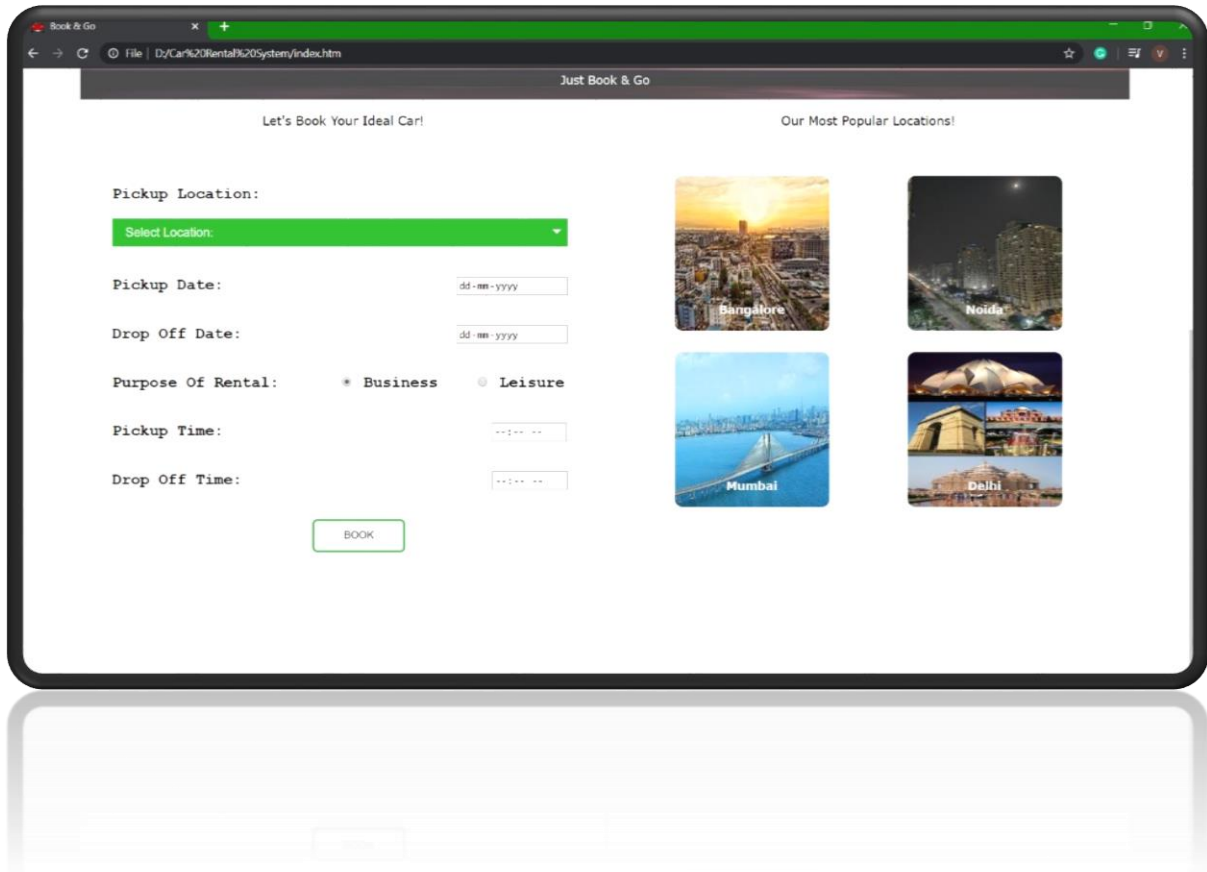 Book & Go
File | D:/Car%20Rental%20System/index.htm
V
Just Book & Go
Let's Book Your Ideal Car!
Pickup Location:
Select Location:
Pickup Date: dd-mm-yyyy
Drop Off Date: dd-mm-yyyy
Purpose Of Rental: Business Leisure
Pickup Time: --:-- --
Drop Off Time: --:-- --
BOOK
Our Most Popular Locations!
Bangalore
Noida
Mumbai
Delhi